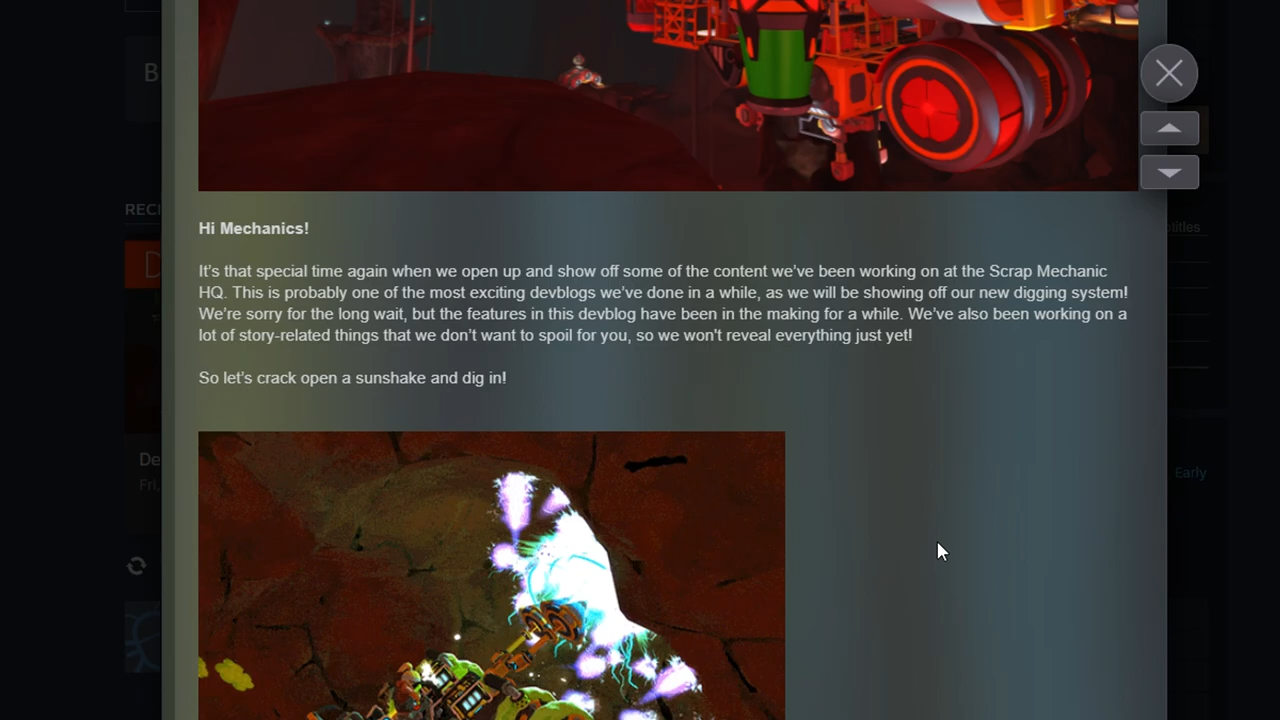 B
RECE
Hi Mechanics!
It's that special time again when we open up and show off some of the content we've been working on at the Scrap Mechanic
HQ. This is probably one of the most exciting devblogs we've done in a while, as we will be showing off our new digging system!
We're sorry for the long wait, but the features in this devblog have been in the making for a while. We've also been working on a
lot of story-related things that we don't want to spoil for you, so we won't reveal everything just yet!
So let's crack open a sunshake and dig in!
D
De
Fri,
Early